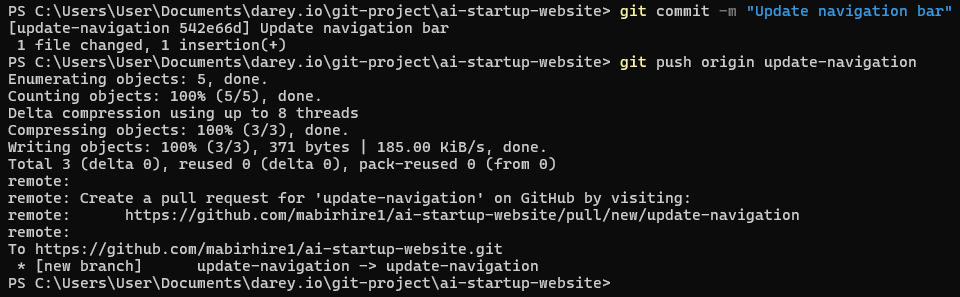 PS C:\Users\User\Documents\darey.io\git-project\ai-startup-website> git commit -m "Update navigation bar"
[update-navigation 542e66d] Update navigation bar
 1 file changed, 1 insertion(+)
PS C:\Users\User\Documents\darey.io\git-project\ai-startup-website> git push origin update-navigation
Enumerating objects: 5, done.
Counting objects: 100% (5/5), done.
Delta compression using up to 8 threads
Compressing objects: 100% (3/3), done.
Writing objects: 100% (3/3), 371 bytes | 185.00 KiB/s, done.
Total 3 (delta 0), reused 0 (delta 0), pack-reused 0 (from 0)
remote:
remote: Create a pull request for 'update-navigation' on GitHub by visiting:
remote:      https://github.com/mabirhire1/ai-startup-website/pull/new/update-navigation
remote:
To https://github.com/mabirhire1/ai-startup-website.git
 * [new branch]      update-navigation -> update-navigation
PS C:\Users\User\Documents\darey.io\git-project\ai-startup-website>